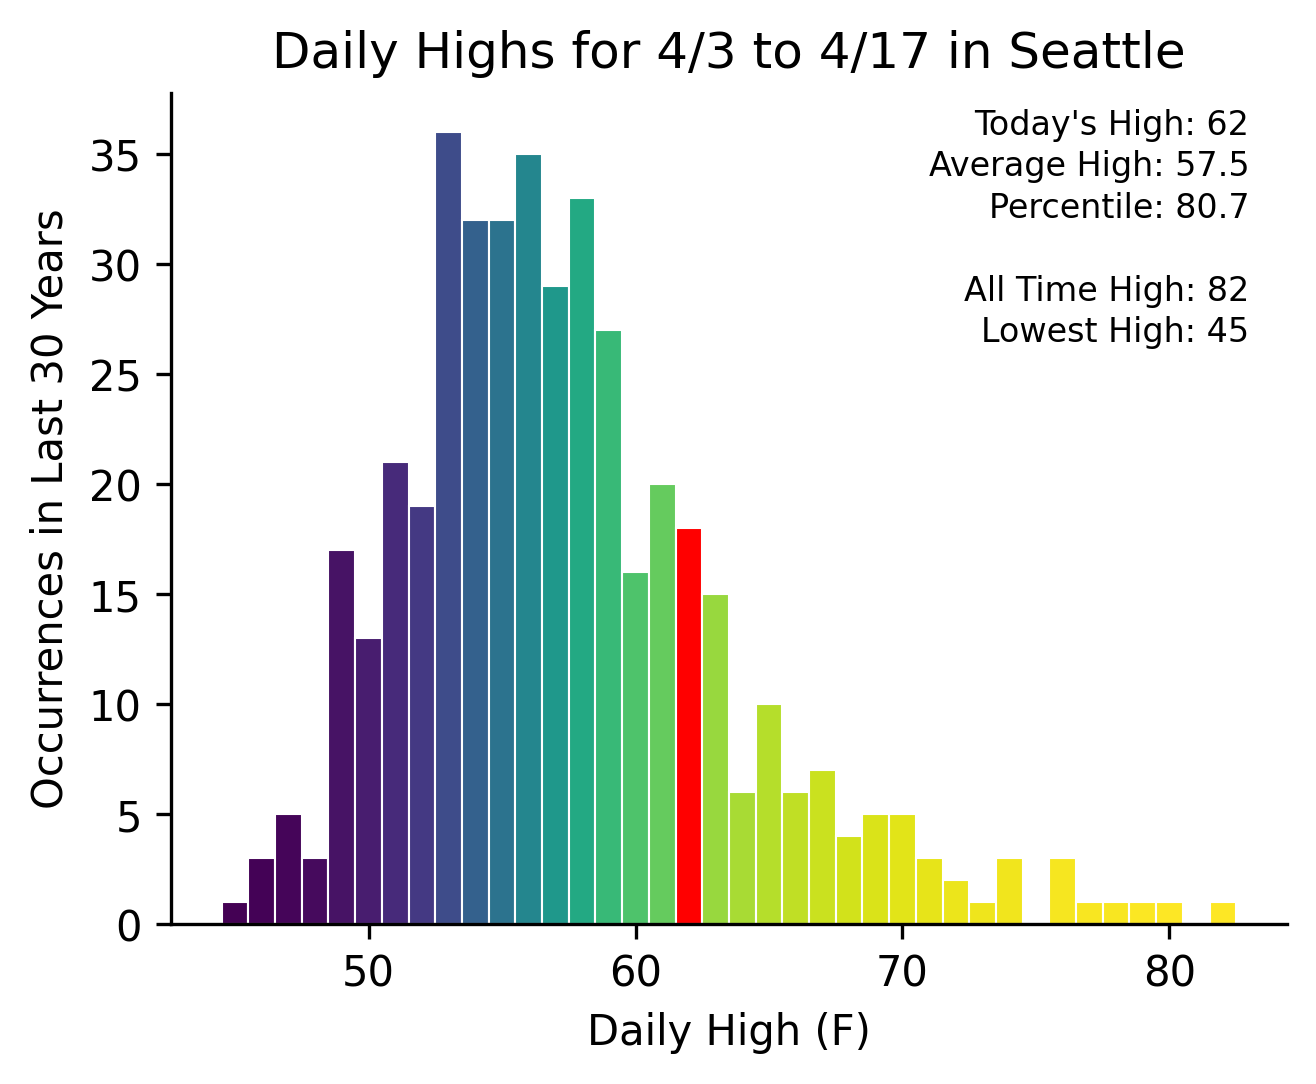 Daily Highs for 4/3 to 4/17 in Seattle
Today's High: 62
Average High: 57.5
Percentile: 80.7
All Time High: 82
Lowest High: 45
Occurrences in Last 30 Years
35
30
25
20
15
10
5
0
50 60 70 80
Daily High (F)